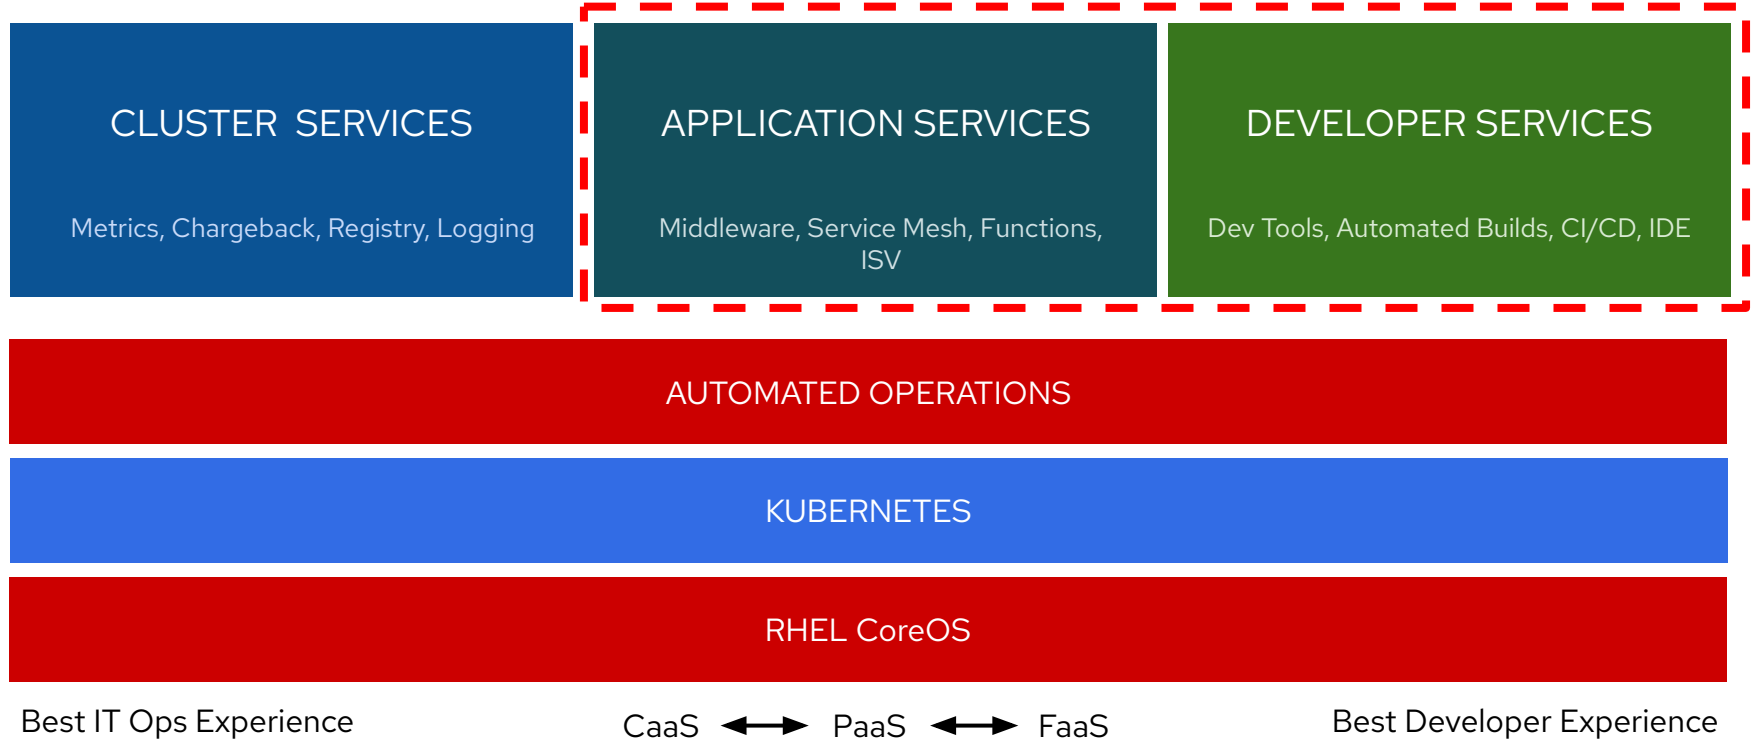 CLUSTER  SERVICES
Metrics, Chargeback, Registry, Logging
APPLICATION SERVICES
Middleware, Service Mesh, Functions,
ISV
DEVELOPER SERVICES
Dev Tools, Automated Builds, CI/CD, IDE
AUTOMATED OPERATIONS
KUBERNETES
RHEL CoreOS
Best IT Ops Experience
CaaS
PaaS
FaaS
Best Developer Experience